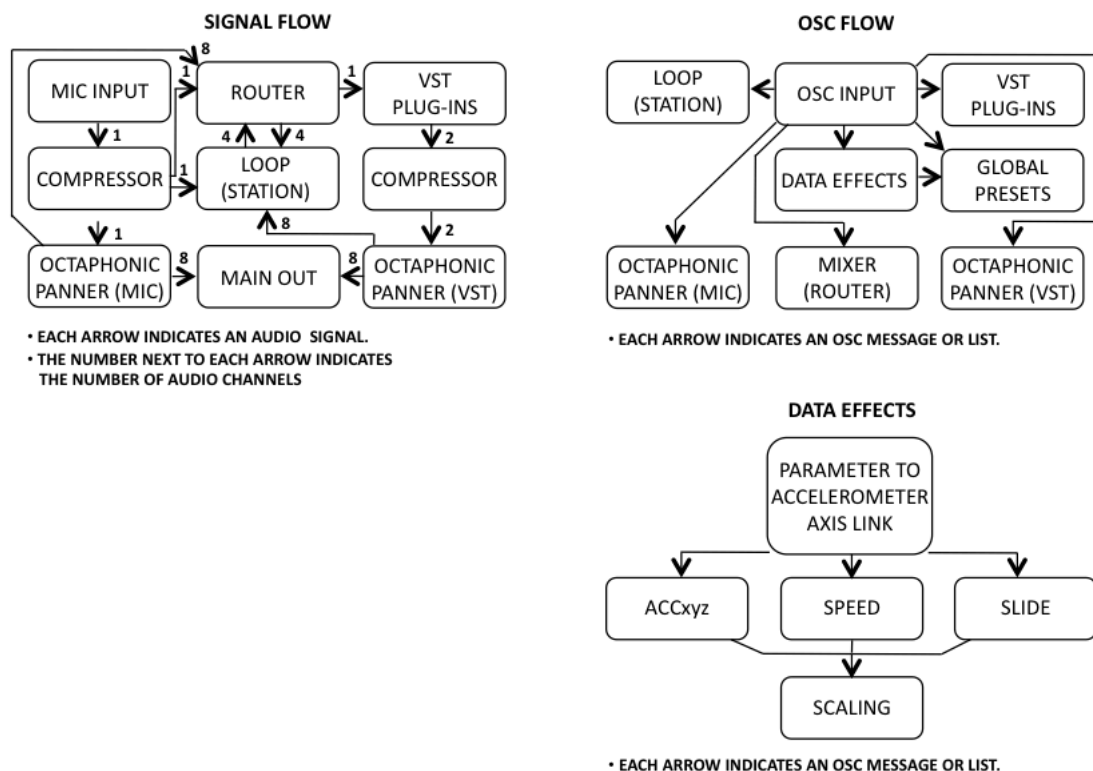 SIGNAL FLOW
8
1
1
MIC INPUT
ROUTER
VST
PLUG-INS
1
4
4
2
COMPRESSOR
1
LOOP
(STATION)
COMPRESSOR
1
8
2
OCTAPHONIC
PANNER (MIC)
8
MAIN OUT
8
OCTAPHONIC
PANNER (VST)
• EACH ARROW INDICATES AN AUDIO SIGNAL.
• THE NUMBER NEXT TO EACH ARROW INDICATES
THE NUMBER OF AUDIO CHANNELS
OSC FLOW
LOOP
(STATION)
OSC INPUT
VST
PLUG-INS
DATA EFFECTS
GLOBAL
PRESETS
OCTAPHONIC
PANNER (MIC)
MIXER
(ROUTER)
OCTAPHONIC
PANNER (VST)
• EACH ARROW INDICATES AN OSC MESSAGE OR LIST.
DATA EFFECTS
PARAMETER TO
ACCELEROMETER
AXIS LINK
ACCxyz
SPEED
SLIDE
SCALING
• EACH ARROW INDICATES AN OSC MESSAGE OR LIST.